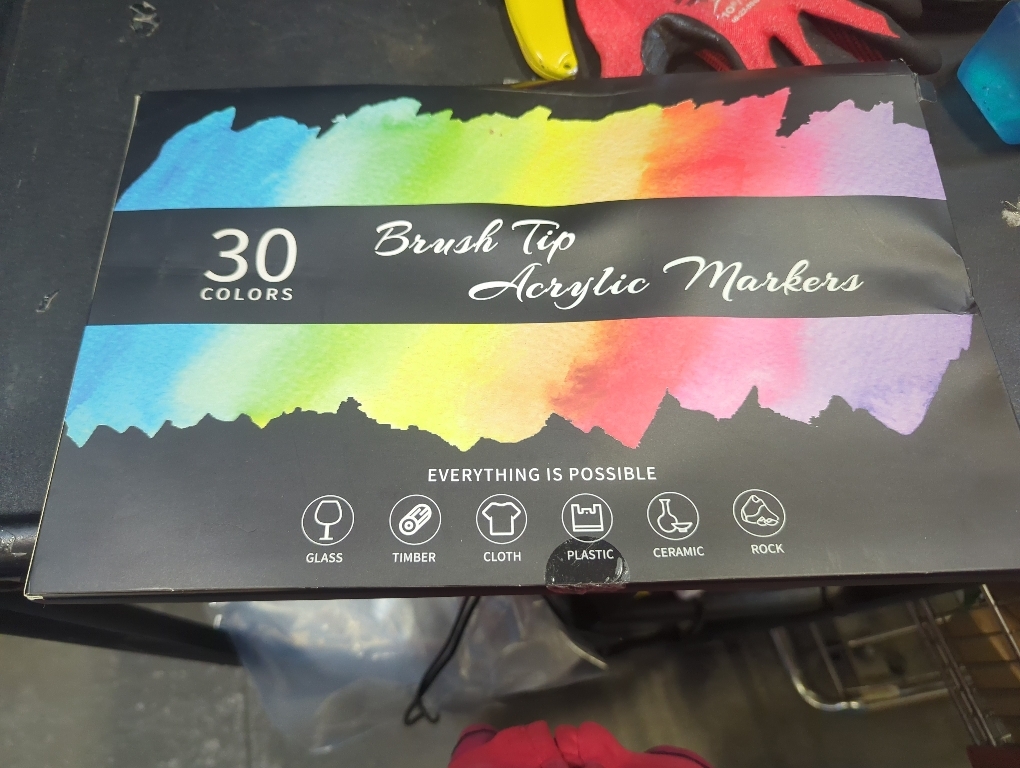 30
COLORS
Brush Tip
Acrylic Markers
EVERYTHING IS POSSIBLE
GLASS TIMBER CLOTH PLASTIC CERAMIC ROCK